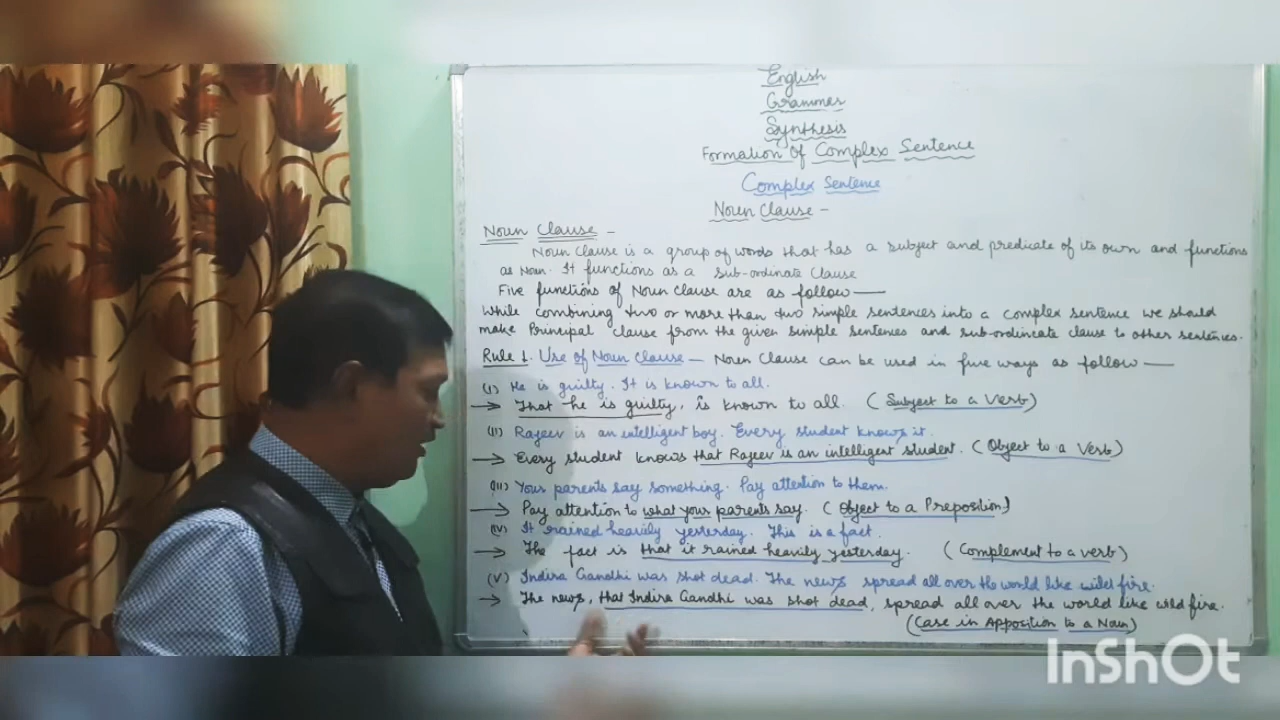 English
Grammer
Synthesis
Formation Of Complex Sentence
Complex Sentence
Noun Clause -
Noun Clause -
Noun Clause is a group of words that has a subject and predicate of its own and functions
as Noun. It functions as a sub-ordinate Clause
Five functions of Noun Clause are as follow—
While combining two or more than two simple sentences into a complex sentence we should
make Principal Clause from the given simple sentences and sub-ordincate clause to other sentences.
Rule 1. Use of Noun Clause — Noun Clause can be used in five ways as follow —
(I) He is guilty. It is known to all.
→ That he is guilty, is known to all. (Subject to a Verb)
(II) Rajeev is an intelligent boy. Every student knows it.
→ Every student knows that Rajeev is an intelligent student. (Object to a Verb)
(III) Your parents say something. Pay attention to them.
→ Pay attention to what your parents say. (Object to a Preposition)
(IV) It rained heavily yesterday. This is a fact.
→ The fact is that it rained heavily yesterday. (Complement to a verb)
(V) Indira Gandhi was shot dead. The news spread all over the world like wild fire.
→ The news, that Indira Gandhi was shot dead, spread all over the world like wild fire.
(Case in Apposition to a Noun)
InShOt